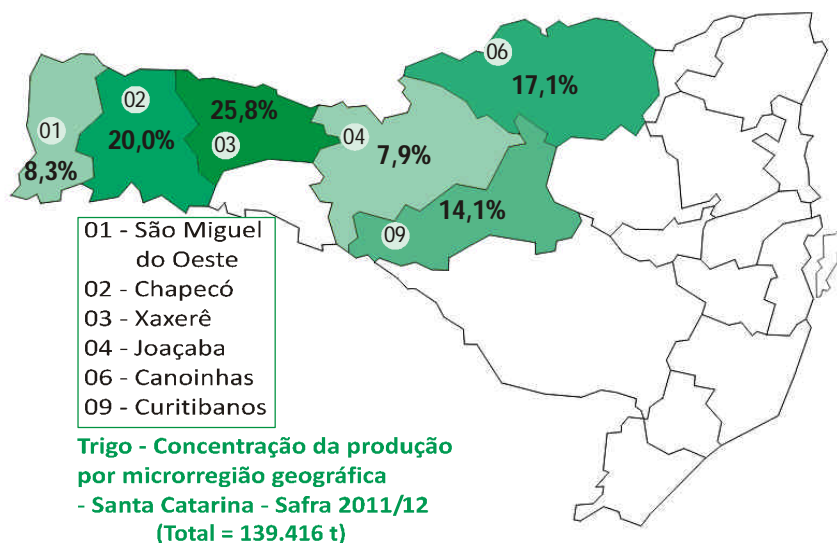 06
17,1%
02
25,8%
01
20,0%
03
04
7,9%
8,3%
14,1%
09
01 - São Miguel
do Oeste
02 - Chapecó
03 - Xaxerê
04 - Joaçaba
06 - Canoinhas
09 - Curitibanos
Trigo - Concentração da produção
por microrregião geográfica
- Santa Catarina - Safra 2011/12
(Total = 139.416 t)